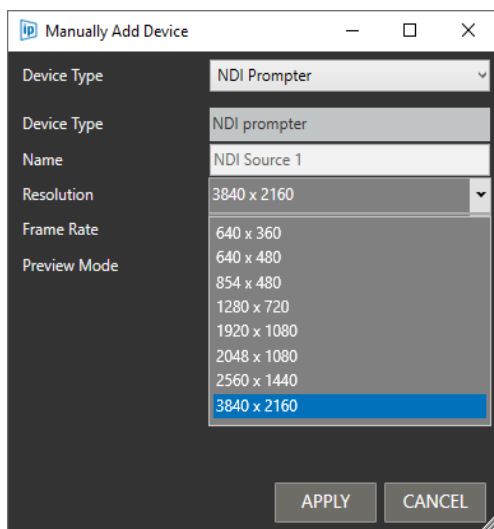 ip Manually Add Device
Device Type NDI Prompter
Device Type NDI prompter
Name NDI Source 1
Resolution 3840 x 2160
Frame Rate
Preview Mode
640 x 360
640 x 480
854 x 480
1280 x 720
1920 x 1080
2048 x 1080
2560 x 1440
3840 x 2160
APPLY CANCEL